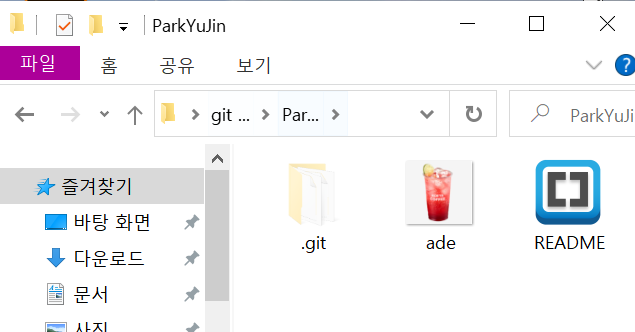 ParkYuJin
파일 홈 공유 보기
git ... Par... ParkYuJi
즐겨찾기
바탕 화면
다운로드
문서
사진
.git ade README